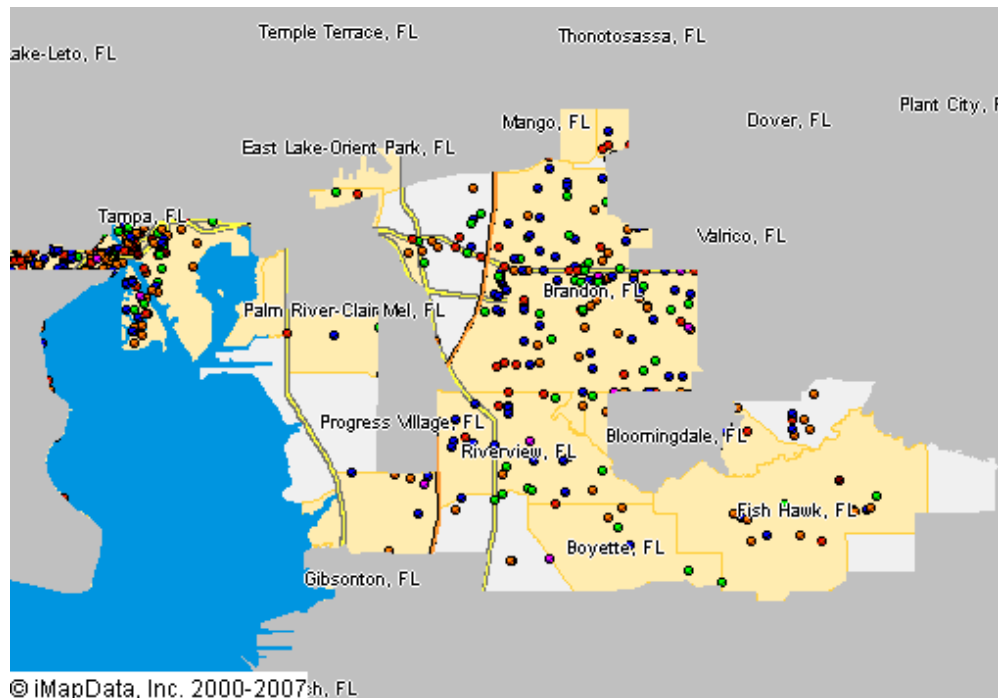 Temple Terrace, FL
Thonotosassa, FL
ake-Leto, FL
Plant City, F
Mango, FL
Dover, FL
East Lake-Orient Park, FL
Tampa, FL
Valrico, FL
Brandon, FL
Palm River-Clair Mel, FL
Progress Village, FL
Bloomingdale, FL
Riverview, FL
Fish Hawk, FL
Boyette, FL
Gibsonton, FL
© iMapData, Inc. 2000-2007 h, FL